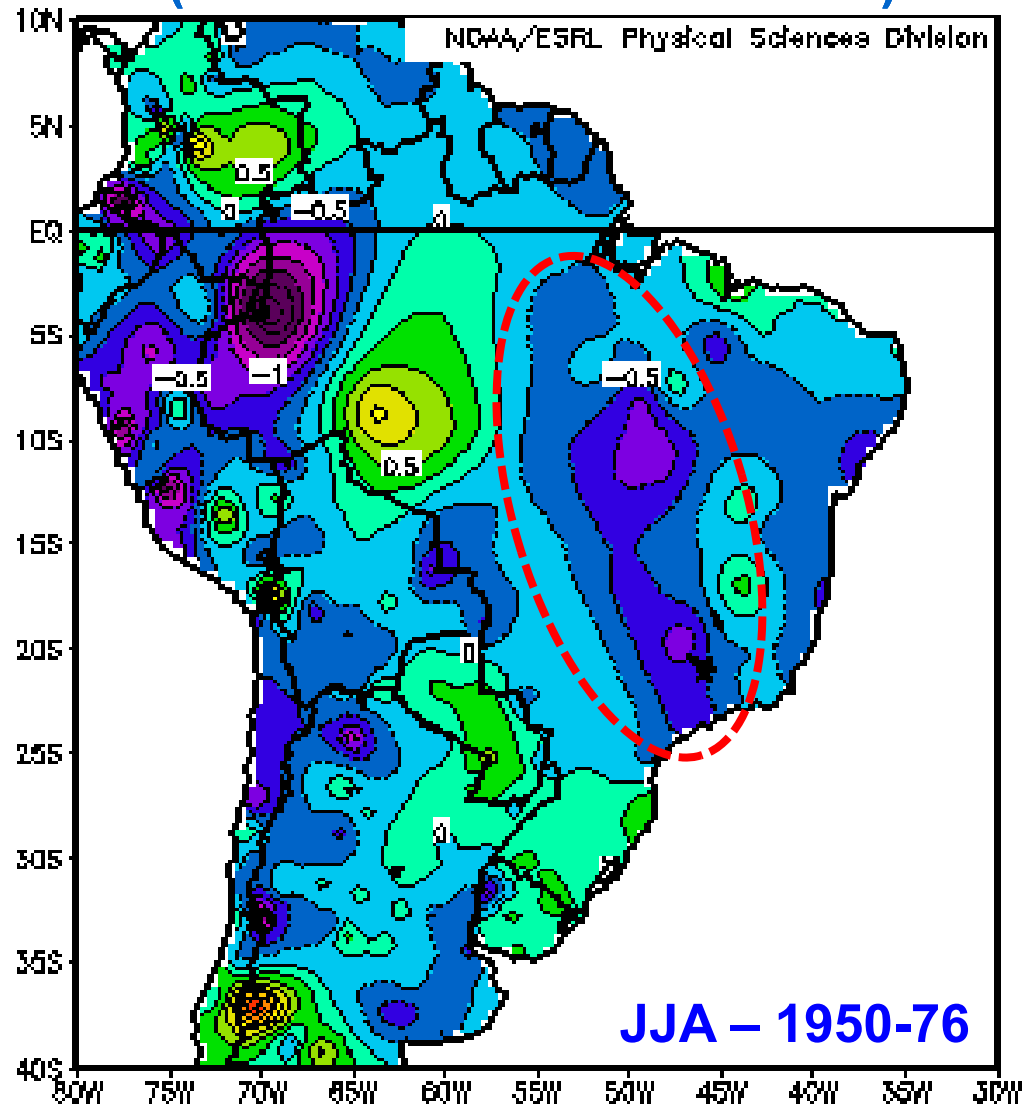 ( )
10N
NOAA/ESRL Physical Sciences Division
5N
0.5
0
−0.5
0
EQ
5S
−0.5
−1
−0.5
10S
0.5
15S
20S
0
25S
0
30S
35S
JJA – 1950-76
40S
80W 75W 70W 65W 60W 55W 50W 45W 40W 35W 30W